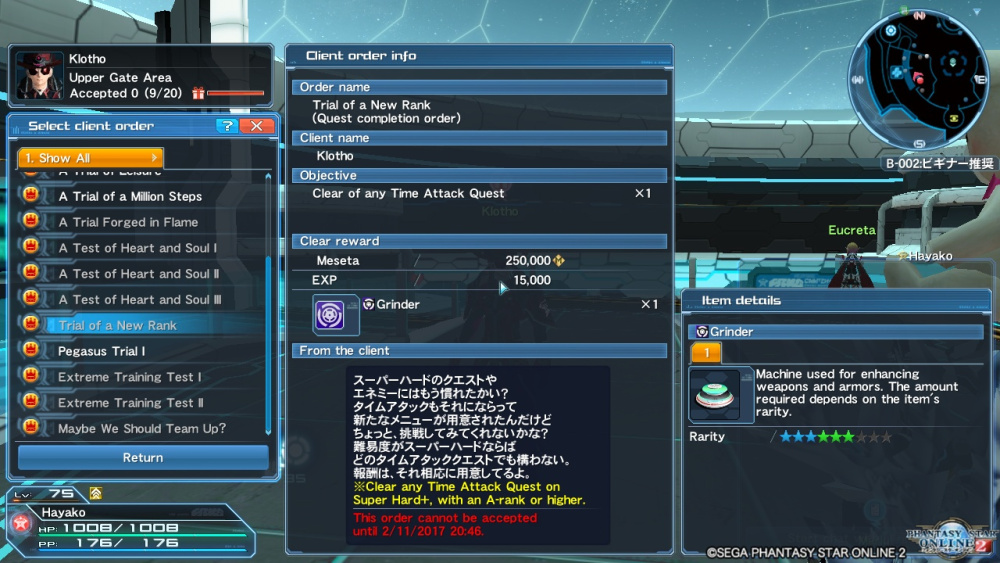 Klotho
Upper Gate Area
Accepted 0 (9/20)
Select client order
?
1. Show All
A Trial of Leisure
A Trial of a Million Steps
A Trial Forged in Flame
A Test of Heart and Soul Ⅰ
A Test of Heart and Soul Ⅱ
A Test of Heart and Soul Ⅲ
Trial of a New Rank
Pegasus Trial Ⅰ
Extreme Training Test Ⅰ
Extreme Training Test Ⅱ
Maybe We Should Team Up?
Return
Lv. 75
Hayako
HP: 1008/ 1008
PP: 176/ 176
Client order info
Order name
Trial of a New Rank
(Quest completion order)
Client name
Klotho
Objective
Clear of any Time Attack Quest ×1
Klotho
Clear reward
Meseta 250,000
EXP 15,000
Grinder ×1
From the client
スーパーハードのクエストや
エネミーにはもう慣れたかい?
タイムアタックもそれにならって
新たなメニューが用意されたんだけど
ちょっと、挑戦してみてくれないかな?
難易度がスーパーハードならば
どのタイムアタッククエストでも構わない。
報酬は、それ相応に用意してるよ。
※Clear any Time Attack Quest on
Super Hard+, with an A-rank or higher.
This order cannot be accepted
until 2/11/2017 20:46.
N
W
E
S
B-002:ビギナー推奨
Eucreta
Hayako
Item details
Grinder
1
Machine used for enhancing
weapons and armors. The amount
required depends on the item's
rarity.
Rarity / ★★★★★★★★★
PHANTASY STAR
ONLINE 2
©SEGA PHANTASY STAR ONLINE 2